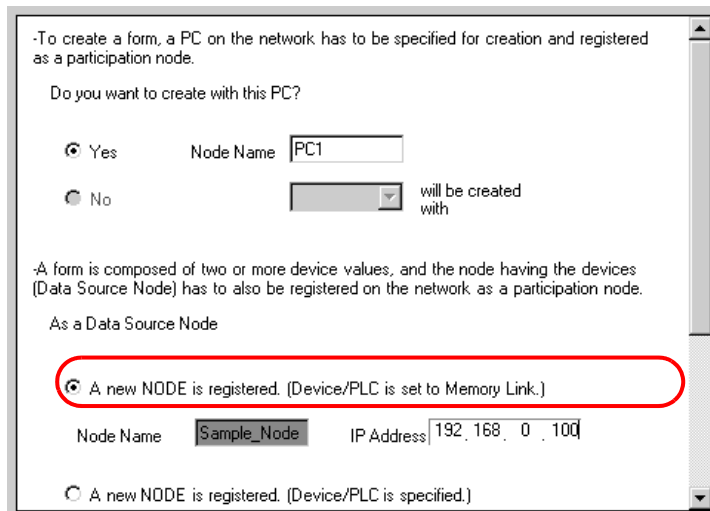 -To create a form, a PC on the network has to be specified for creation and registered
as a participation node.
Do you want to create with this PC?
Yes Node Name PC1
No will be created
with
-A form is composed of two or more device values, and the node having the devices
(Data Source Node) has to also be registered on the network as a participation node.
As a Data Source Node
A new NODE is registered. (Device/PLC is set to Memory Link.)
Node Name Sample_Node IP Address 192. 168. 0 . 100
A new NODE is registered. (Device/PLC is specified.)